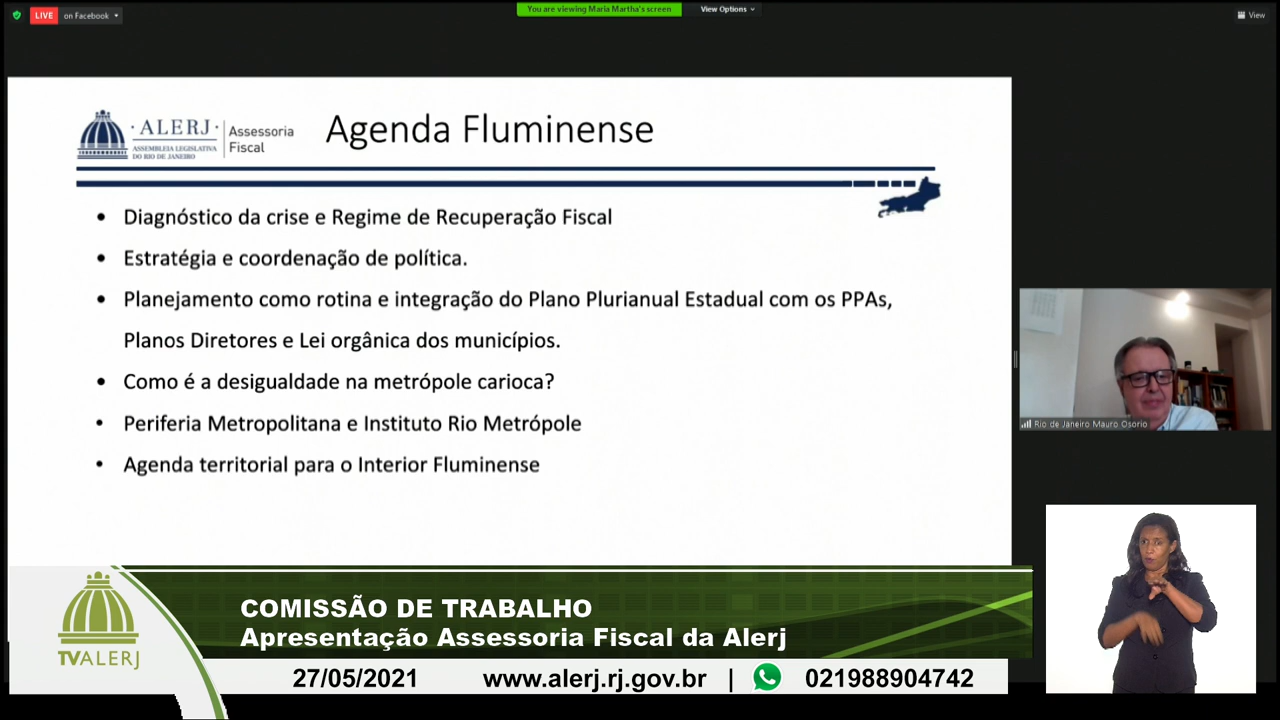 LIVE on Facebook
You are viewing Maria Martha's screen
View Options
View
·ALERJ·
ASSEMBLEIA LEGISLATIVA
DO RIO DE JANEIRO
Assessoria
Fiscal
Agenda Fluminense
• Diagnóstico da crise e Regime de Recuperação Fiscal
• Estratégia e coordenação de política.
• Planejamento como rotina e integração do Plano Plurianual Estadual com os PPAs,
Planos Diretores e Lei orgânica dos municípios.
• Como é a desigualdade na metrópole carioca?
• Periferia Metropolitana e Instituto Rio Metrópole
• Agenda territorial para o Interior Fluminense
Rio de Janeiro Mauro Osorio
TVALERJ
COMISSÃO DE TRABALHO
Apresentação Assessoria Fiscal da Alerj
27/05/2021 www.alerj.rj.gov.br | 021988904742